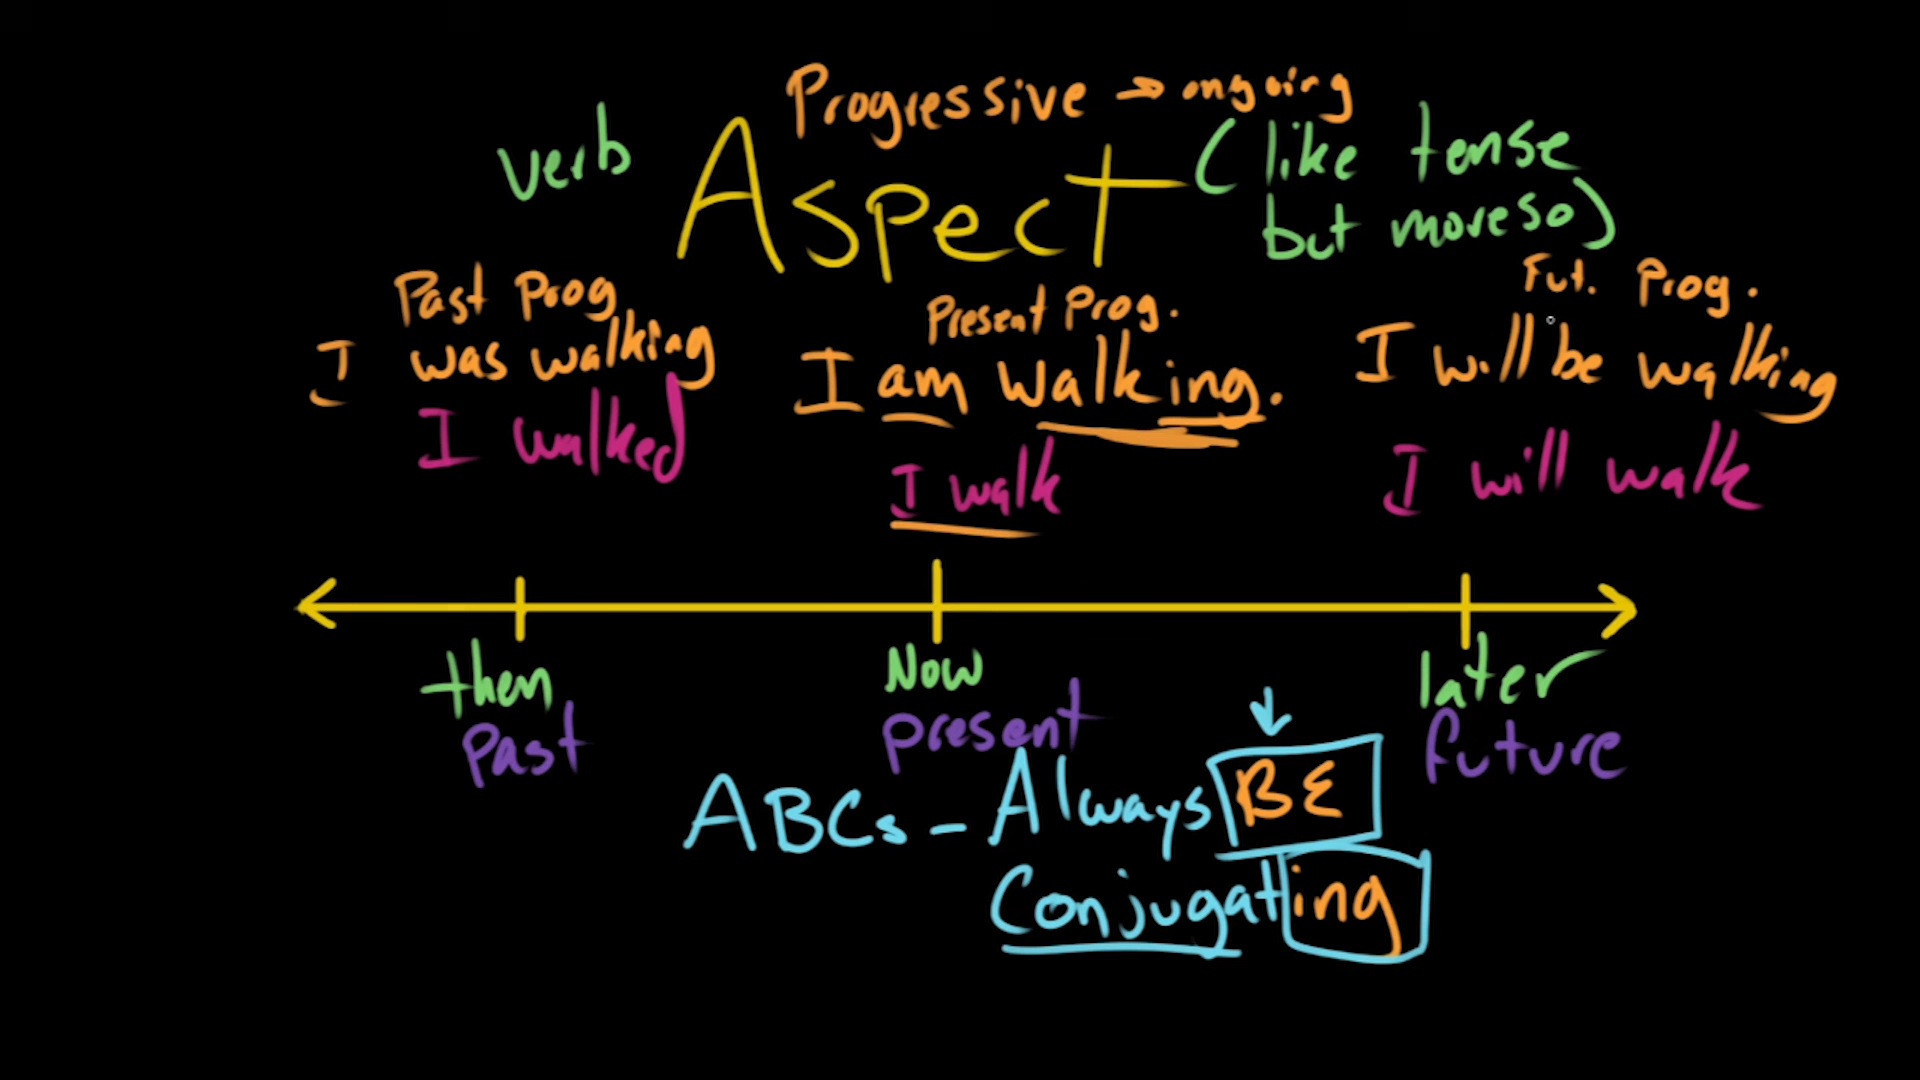 Progressive → ongoing
verb Aspect (like tense
but moreso)
Past Prog
I was walking
I walked
Present Prog.
I am walking.
I walk
Fut. Prog.
I will be walking
I will walk
then
Past
Now
present
later
future
ABCs - Always BE
Conjugating